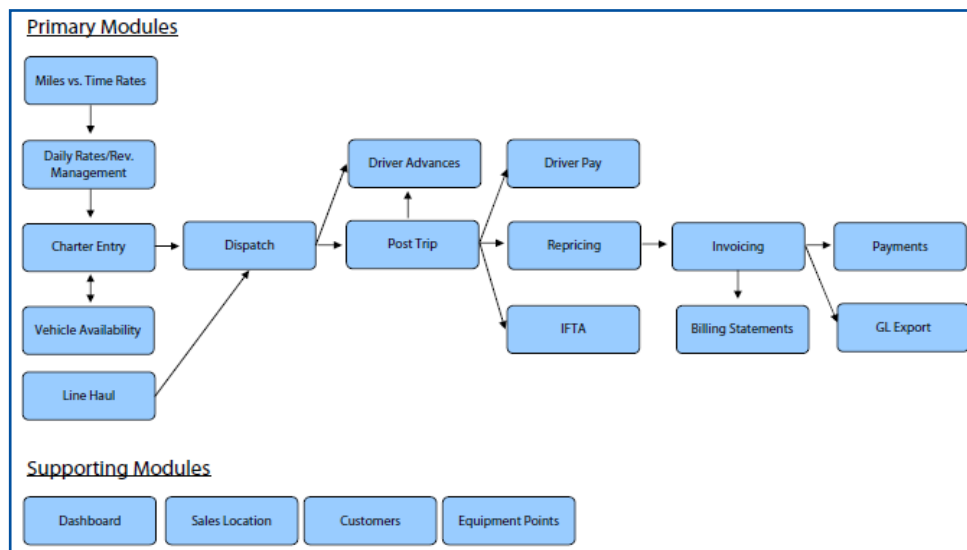 Primary Modules
Miles vs. Time Rates
Daily Rates/Rev.
Management
Driver Advances
Driver Pay
Charter Entry
Dispatch
Post Trip
Repricing
Invoicing
Payments
Vehicle Availability
IFTA
Billing Statements
GL Export
Line Haul
Supporting Modules
Dashboard
Sales Location
Customers
Equipment Points